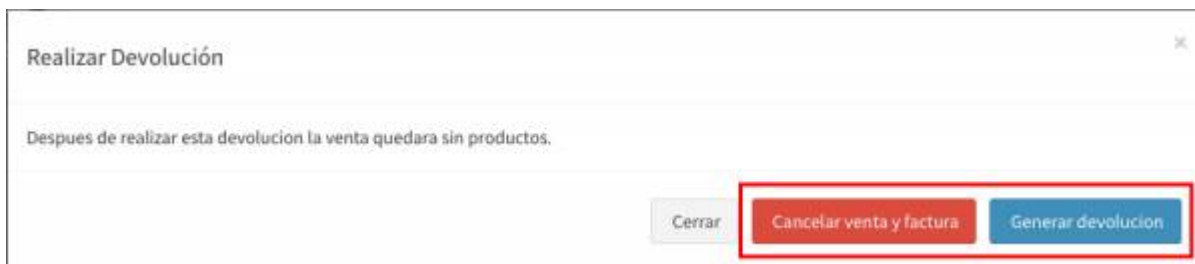 Realizar Devolución
×
Despues de realizar esta devolucion la venta quedara sin productos.
Cerrar Cancelar venta y factura Generar devolucion